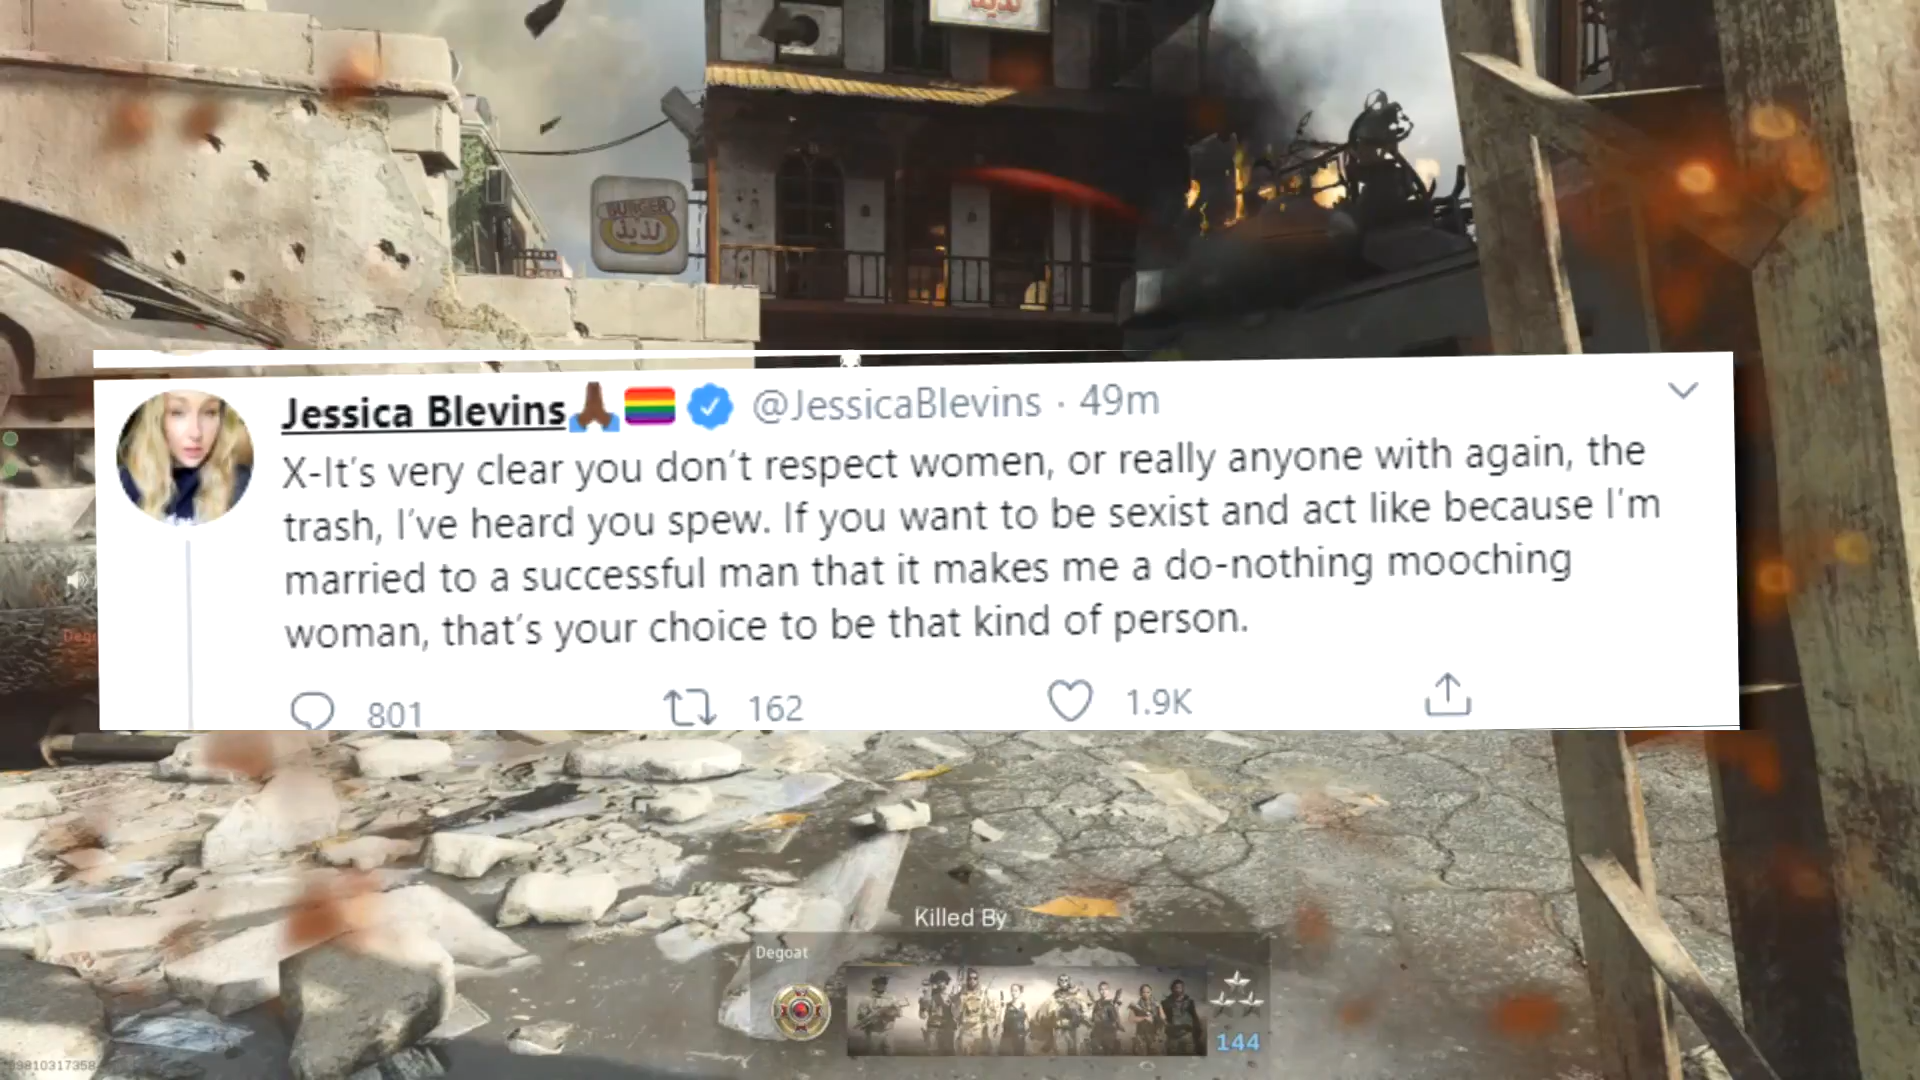 لذيذ
BURGER
لذيذ
Jessica Blevins @JessicaBlevins · 49m
X-It's very clear you don't respect women, or really anyone with again, the
trash, I've heard you spew. If you want to be sexist and act like because I'm
married to a successful man that it makes me a do-nothing mooching
woman, that's your choice to be that kind of person.
801 162 1.9K
Killed By
Degoat
144